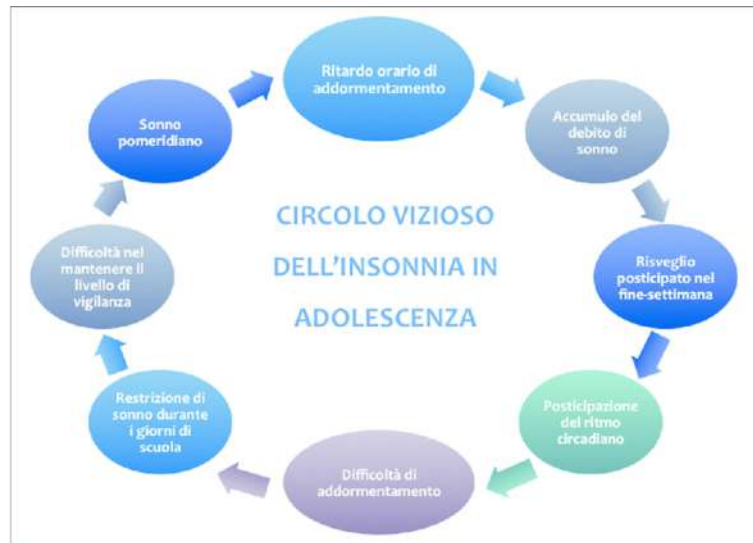 Ritardo orario di
addormentamento
Accumulo del
debito di
sonno
Risveglio
posticipato nel
fine-settimana
Posticipazione
del ritmo
circadiano
Difficoltà di
addormentamento
Restrizione di
sonno durante
i giorni di
scuola
Difficoltà nel
mantenere il
livello di
vigilanza
Sonno
pomeridiano
CIRCOLO VIZIOSO
DELL'INSONNIA IN
ADOLESCENZA